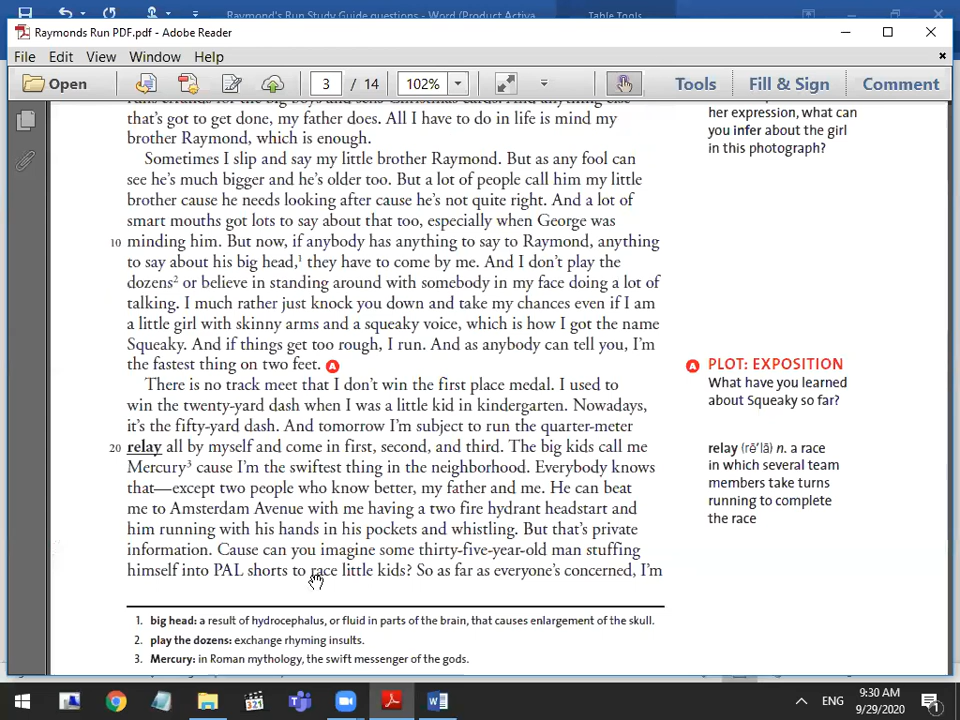 Raymond's Run Study Guide questions - Word (Product Activa
Table Tools
Raymonds Run PDF.pdf - Adobe Reader
File Edit View Window Help
Open 3 / 14 102% Tools Fill & Sign Comment
runs errands for the big boys and sells Christmas cards. And anything else
that's got to get done, my father does. All I have to do in life is mind my
brother Raymond, which is enough.
Sometimes I slip and say my little brother Raymond. But as any fool can
see he's much bigger and he's older too. But a lot of people call him my little
brother cause he needs looking after cause he's not quite right. And a lot of
smart mouths got lots to say about that too, especially when George was
10 minding him. But now, if anybody has anything to say to Raymond, anything
to say about his big head,1 they have to come by me. And I don't play the
dozens2 or believe in standing around with somebody in my face doing a lot of
talking. I much rather just knock you down and take my chances even if I am
a little girl with skinny arms and a squeaky voice, which is how I got the name
Squeaky. And if things get too rough, I run. And as anybody can tell you, I'm
the fastest thing on two feet. A
There is no track meet that I don't win the first place medal. I used to
win the twenty-yard dash when I was a little kid in kindergarten. Nowadays,
it's the fifty-yard dash. And tomorrow I'm subject to run the quarter-meter
20 relay all by myself and come in first, second, and third. The big kids call me
Mercury3 cause I'm the swiftest thing in the neighborhood. Everybody knows
that—except two people who know better, my father and me. He can beat
me to Amsterdam Avenue with me having a two fire hydrant headstart and
him running with his hands in his pockets and whistling. But that's private
information. Cause can you imagine some thirty-five-year-old man stuffing
himself into PAL shorts to race little kids? So as far as everyone's concerned, I'm
1. big head: a result of hydrocephalus, or fluid in parts of the brain, that causes enlargement of the skull.
2. play the dozens: exchange rhyming insults.
3. Mercury: in Roman mythology, the swift messenger of the gods.
her expression, what can
you infer about the girl
in this photograph?
A PLOT: EXPOSITION
What have you learned
about Squeaky so far?
relay (rē'lā) n. a race
in which several team
members take turns
running to complete
the race
321
ENG
9:30 AM
9/29/2020
1